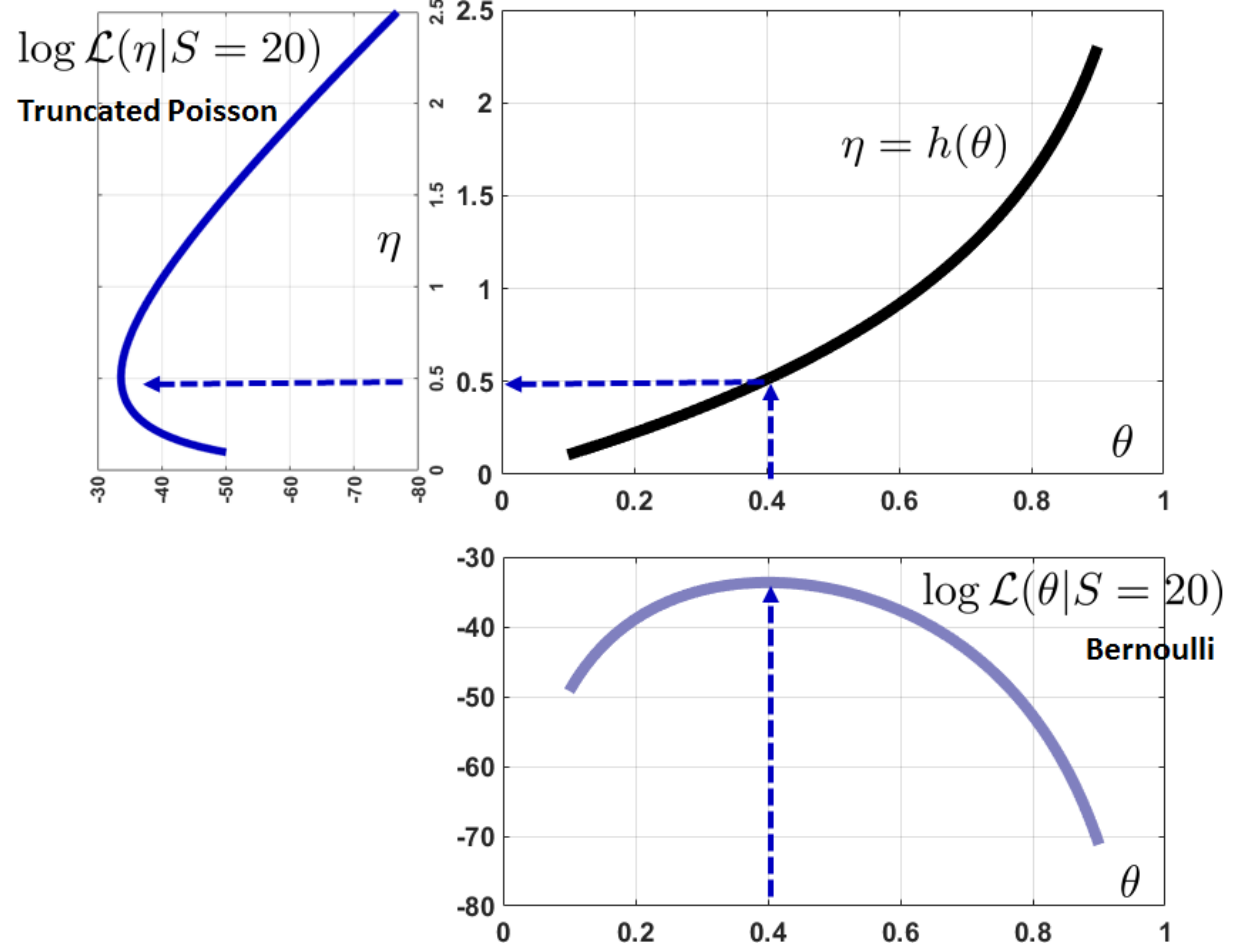 log ℒ(η|S = 20)
Truncated Poisson
η
2.5
2
1.5
1
0.5
0
-30 -40 -50 -60 -70 -80
η = h(θ)
θ
2.5
2
1.5
1
0.5
0
0 0.2 0.4 0.6 0.8 1
log ℒ(θ|S = 20)
Bernoulli
θ
-30
-40
-50
-60
-70
-80
0 0.2 0.4 0.6 0.8 1